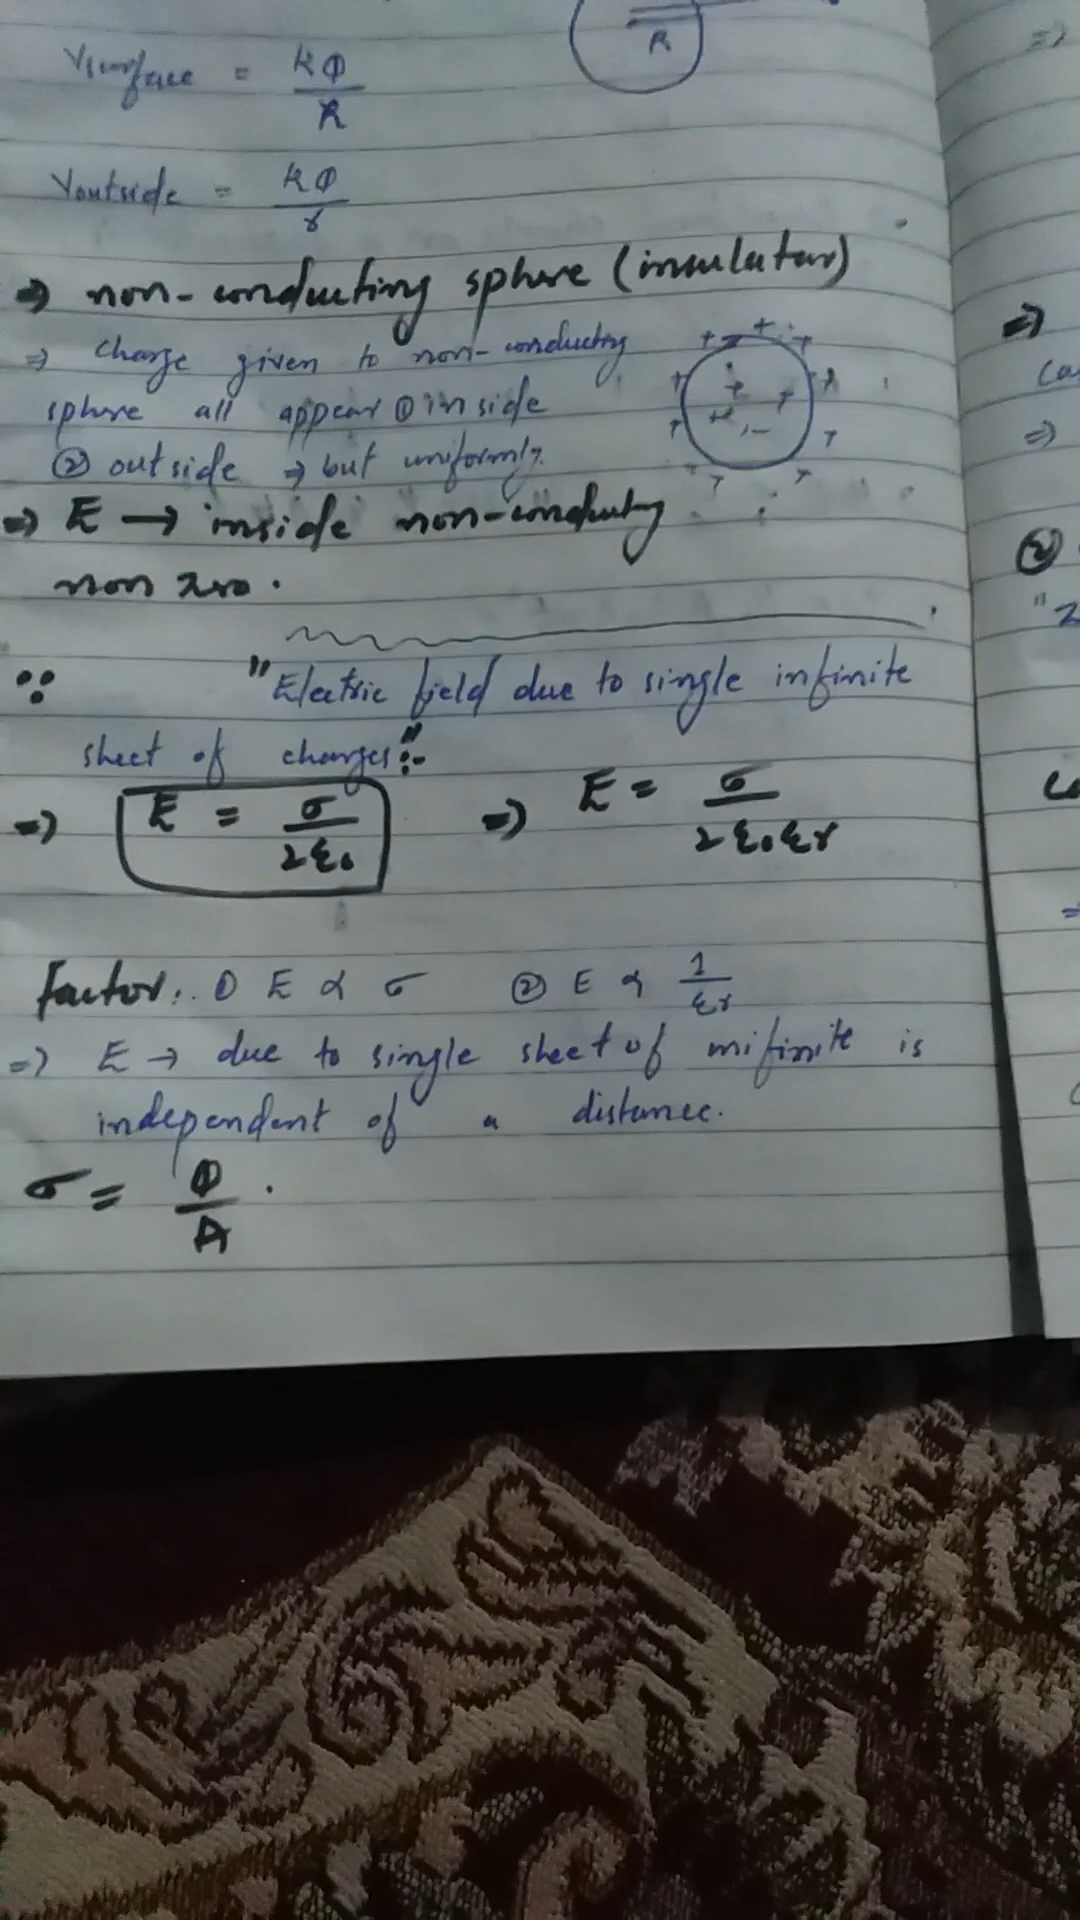 R
Vsurface = kQ/R
Voutside = kQ/r
⇒ non-conducting sphere (insulator)
⇒ charge given to non-conducting
sphere all appear ① inside
② outside → but uniformly.
⇒ E → inside non-conducting
non zero.
"Electric field due to single infinite
sheet of charges":-
⇒ E = σ/2ε₀ ⇒ E = σ/2ε₀εr
factor: ① E ∝ σ ② E ∝ 1/εr
⇒ E → due to single sheet of infinite is
independent of a distance.
σ = Q/A.